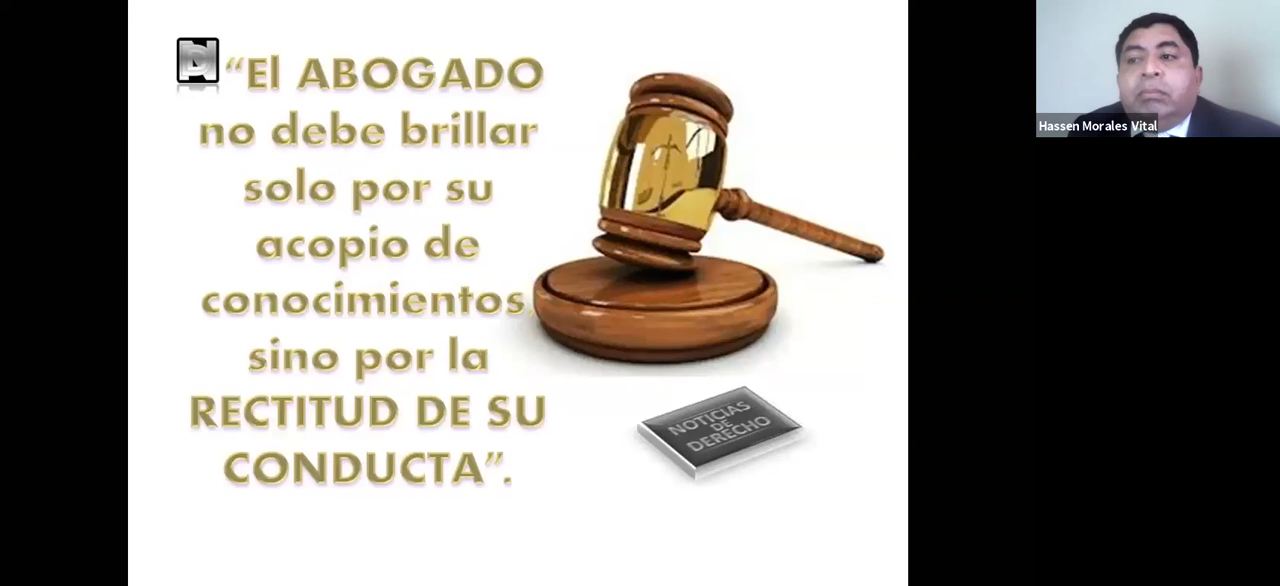 “El ABOGADO
no debe brillar
solo por su
acopio de
conocimientos,
sino por la
RECTITUD DE SU
CONDUCTA”.
NOTICIAS
DE
DERECHO
Hassen Morales Vital